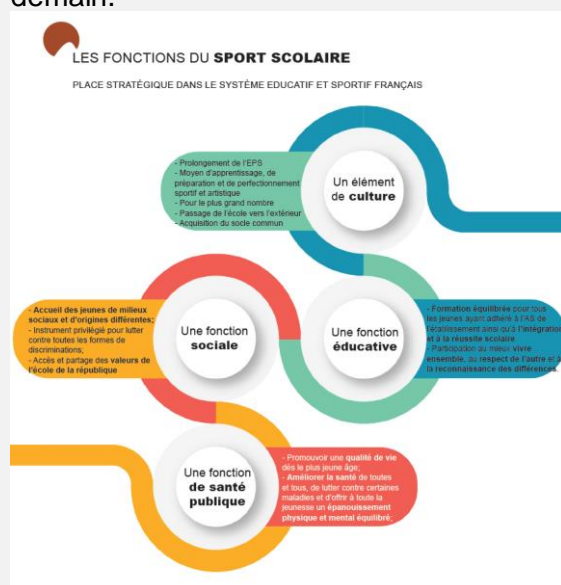 demain.
LES FONCTIONS DU SPORT SCOLAIRE
PLACE STRATÉGIQUE DANS LE SYSTÈME EDUCATIF ET SPORTIF FRANÇAIS
- Prolongement de l'EPS
- Moyen d'apprentissage, de
préparation et de perfectionnement
sportif et artistique
- Pour le plus grand nombre
- Passage de l'école vers l'extérieur
- Acquisition du socle commun
Un élément
de culture
- Accueil des jeunes de milieux
sociaux et d'origines différentes;
- Instrument privilégié pour lutter
contre toutes les formes de
discriminations;
- Accès et partage des valeurs de
l'école de la république
Une fonction
sociale
Une fonction
éducative
- Formation équilibrée pour tous
les jeunes ayant adhéré à l'AS de
l'établissement ainsi qu'à l'intégration
et à la réussite scolaire
- Participation au mieux vivre
ensemble, au respect de l'autre et à
la reconnaissance des différences.
Une fonction
de santé
publique
- Promouvoir une qualité de vie
dès le plus jeune âge;
- Améliorer la santé de toutes
et tous, de lutter contre certaines
maladies et d'offrir à toute la
jeunesse un épanouissement
physique et mental équilibré;